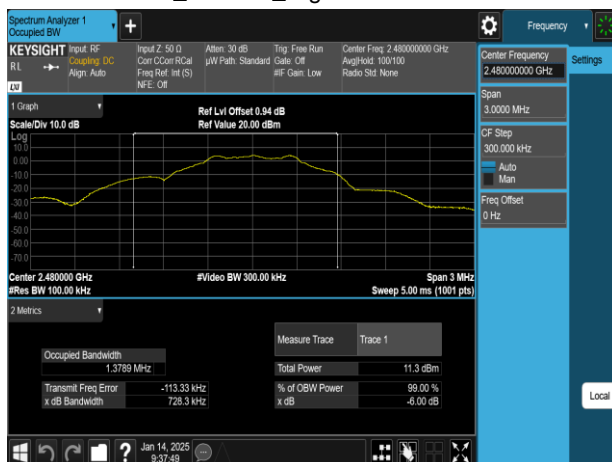 Spectrum Analyzer 1
Occupied BW
+
Frequency
KEYSIGHT
RL
LXI
Input: RF
Coupling: DC
Align: Auto
Input Z: 50 Ω
Corr CCorr RCal
Freq Ref: Int (S)
NFE: Off
Atten: 30 dB
µW Path: Standard
Trig: Free Run
Gate: Off
#IF Gain: Low
Center Freq: 2.480000000 GHz
Avg|Hold: 100/100
Radio Std: None
Center Frequency
2.480000000 GHz
Settings
Span
3.0000 MHz
CF Step
300.000 kHz
Auto
Man
Freq Offset
0 Hz
Local
1 Graph
Scale/Div 10.0 dB
Ref Lvl Offset 0.94 dB
Ref Value 20.00 dBm
Log
10.0
0.00
-10.0
-20.0
-30.0
-40.0
-50.0
-60.0
-70.0
Center 2.480000 GHz
#Res BW 100.00 kHz
#Video BW 300.00 kHz
Span 3 MHz
Sweep 5.00 ms (1001 pts)
2 Metrics
Measure Trace
Trace 1
Occupied Bandwidth
1.3789 MHz
Total Power
11.3 dBm
Transmit Freq Error
-113.33 kHz
% of OBW Power
99.00 %
x dB Bandwidth
728.3 kHz
x dB
-6.00 dB
?
Jan 14, 2025
9:37:49